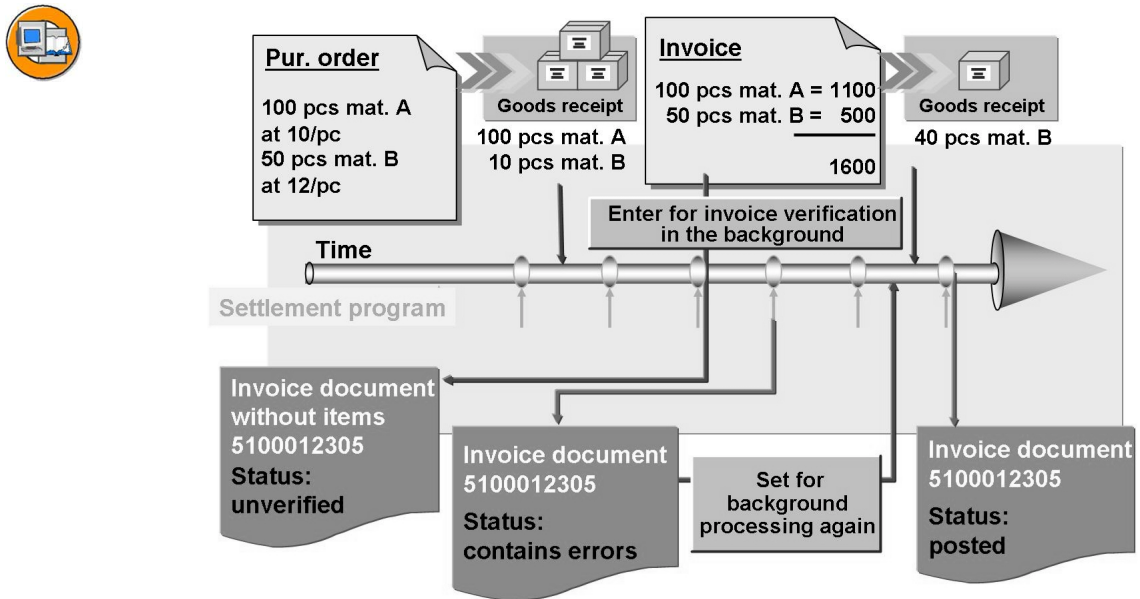 Pur. order
100 pcs mat. A
at 10/pc
50 pcs mat. B
at 12/pc
Goods receipt
100 pcs mat. A
10 pcs mat. B
Invoice
100 pcs mat. A = 1100
50 pcs mat. B = 500
1600
Goods receipt
40 pcs mat. B
Enter for invoice verification
in the background
Time
Settlement program
Invoice document
without items
5100012305
Status:
unverified
Invoice document
5100012305
Status:
contains errors
Set for
background
processing again
Invoice document
5100012305
Status:
posted